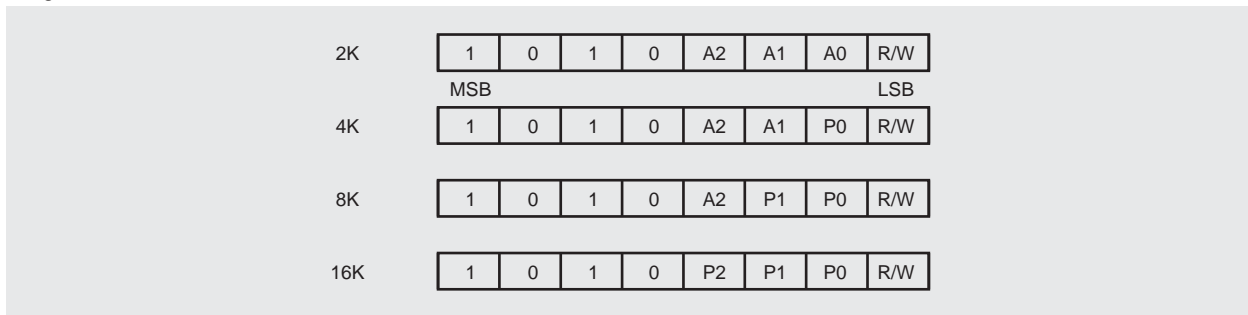 2K 1 0 1 0 A2 A1 A0 R/W
MSB LSB
4K 1 0 1 0 A2 A1 P0 R/W
8K 1 0 1 0 A2 P1 P0 R/W
16K 1 0 1 0 P2 P1 P0 R/W